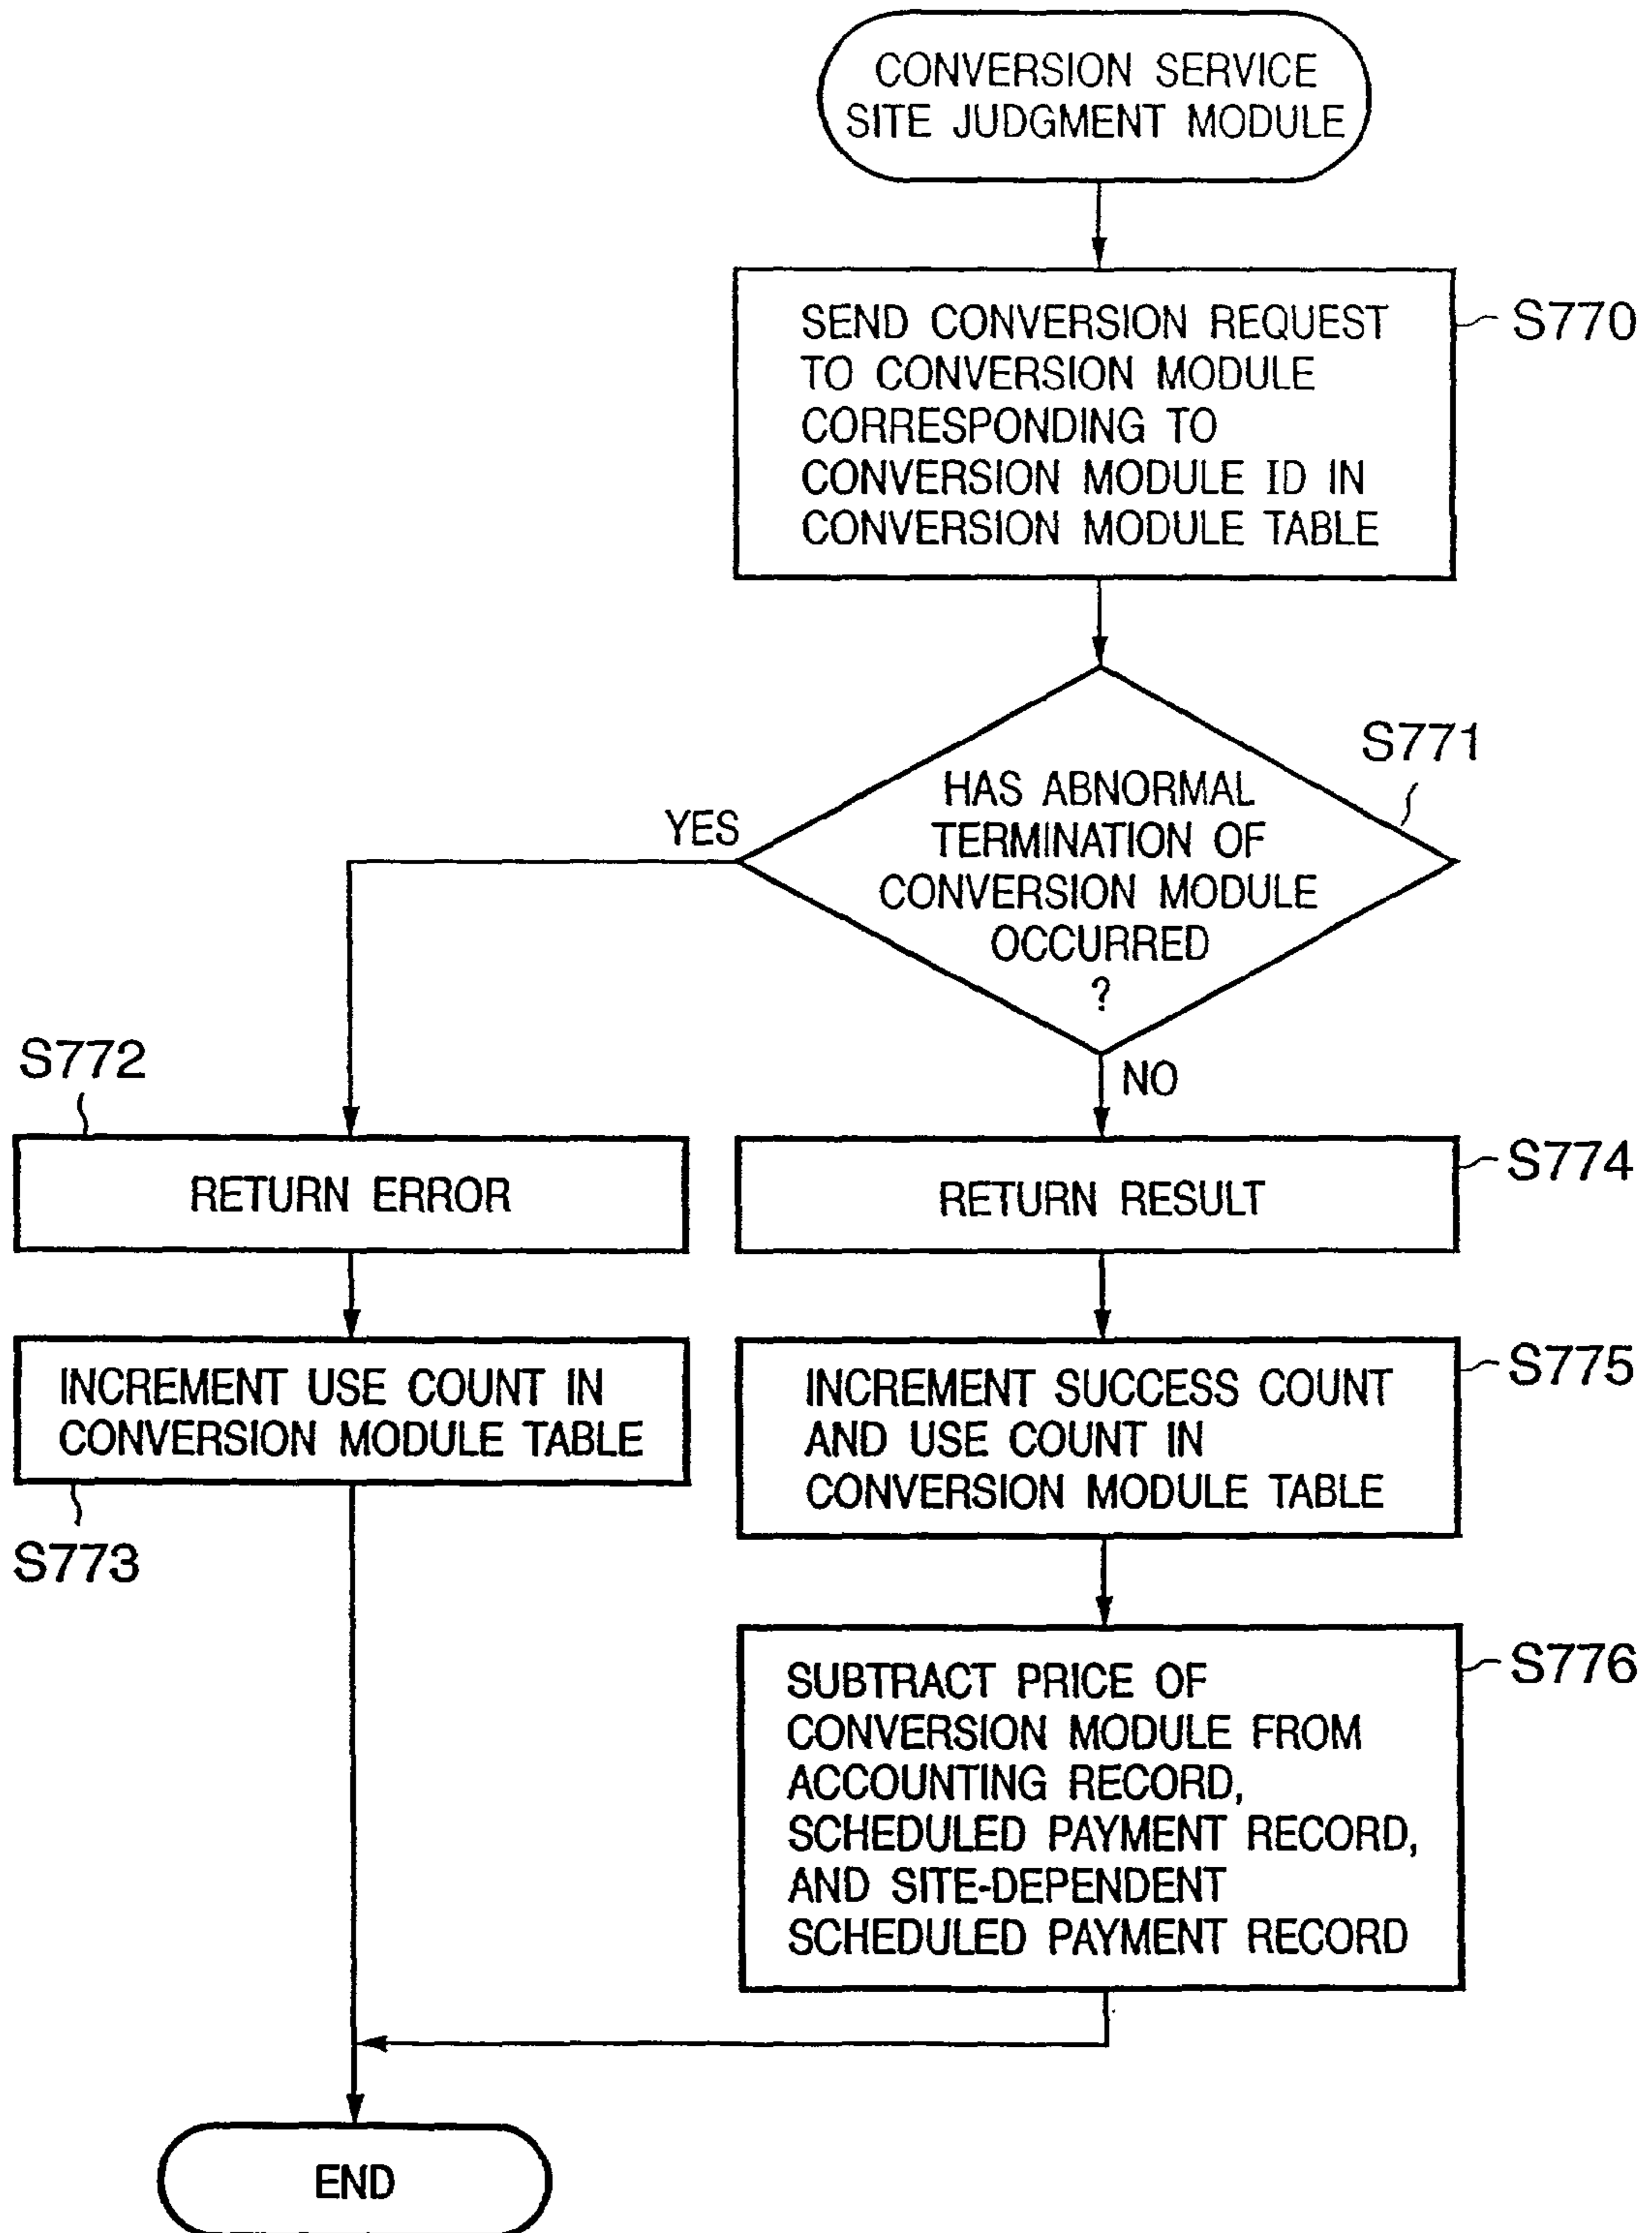 CONVERSION SERVICE
SITE JUDGMENT MODULE
SEND CONVERSION REQUEST
TO CONVERSION MODULE
CORRESPONDING TO
CONVERSION MODULE ID IN
CONVERSION MODULE TABLE
S770
S771
HAS ABNORMAL
TERMINATION OF
CONVERSION MODULE
OCCURRED
?
YES
NO
S772
RETURN ERROR
RETURN RESULT
S774
INCREMENT USE COUNT IN
CONVERSION MODULE TABLE
S773
INCREMENT SUCCESS COUNT
AND USE COUNT IN
CONVERSION MODULE TABLE
S775
SUBTRACT PRICE OF
CONVERSION MODULE FROM
ACCOUNTING RECORD,
SCHEDULED PAYMENT RECORD,
AND SITE-DEPENDENT
SCHEDULED PAYMENT RECORD
S776
END